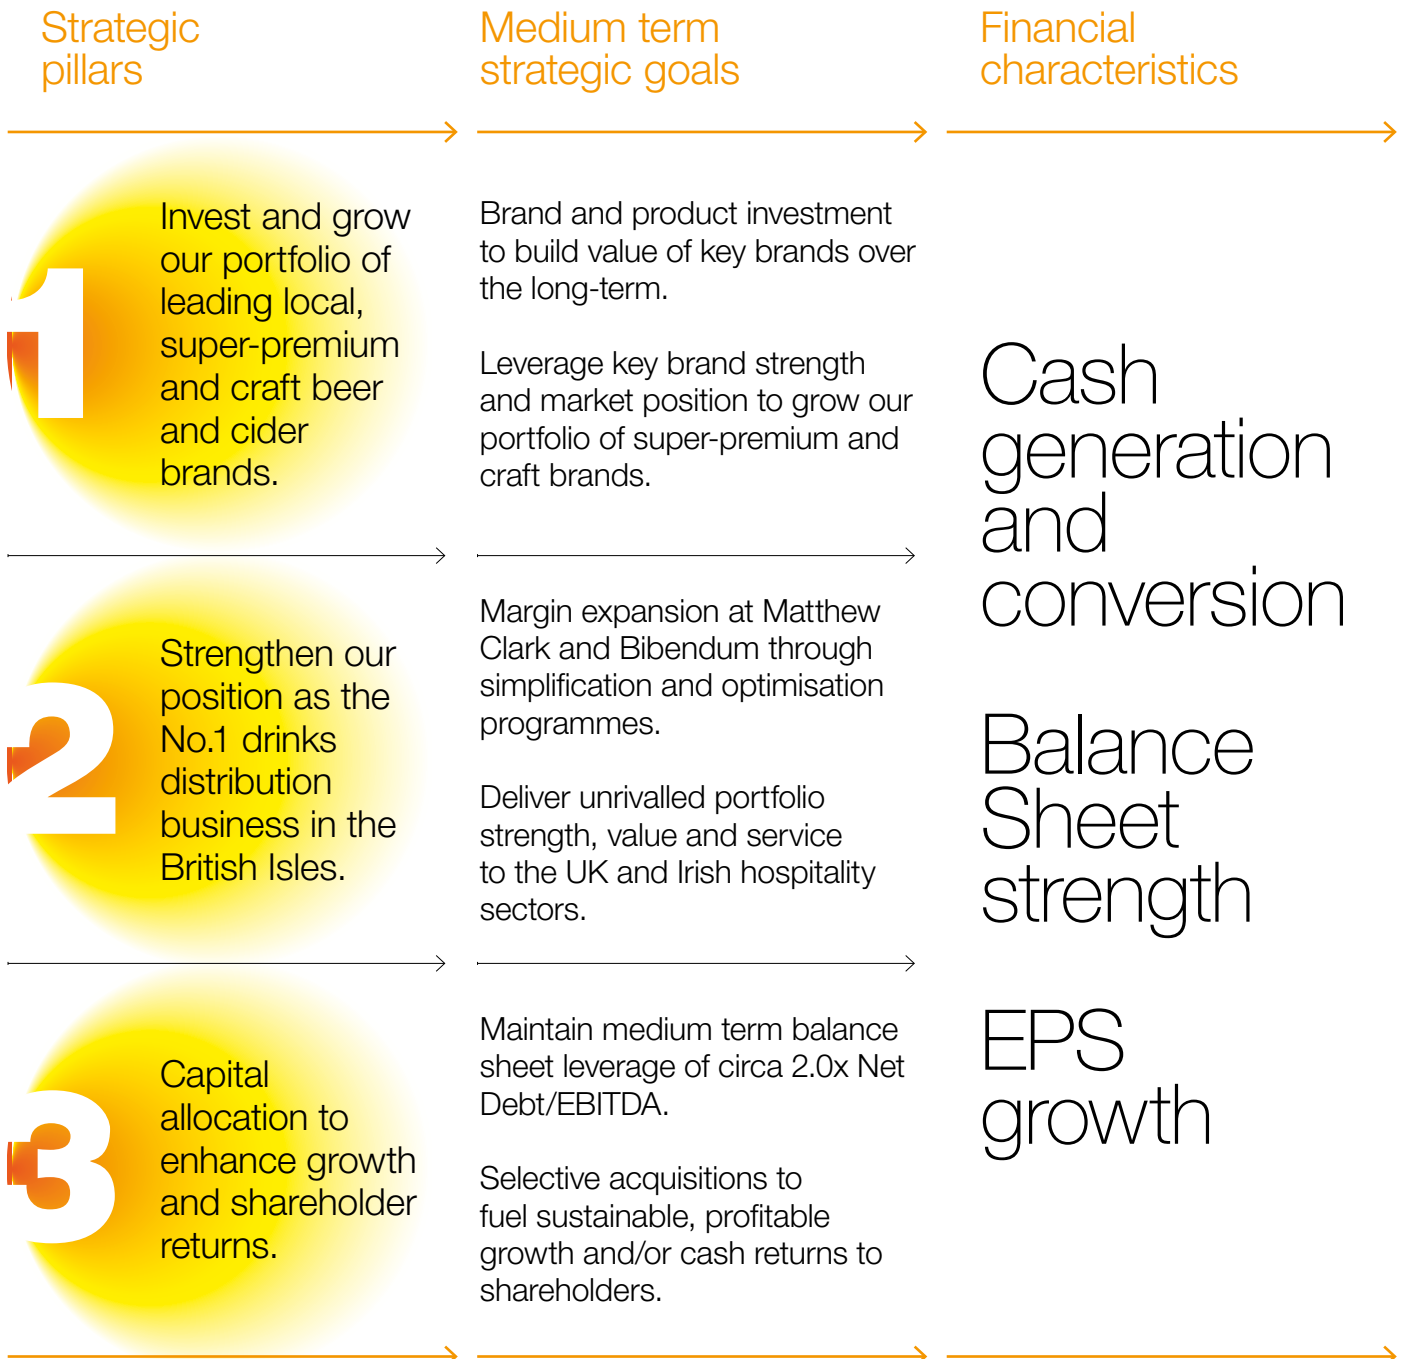 Strategic
pillars
Medium term
strategic goals
Financial
characteristics
1
Invest and grow
our portfolio of
leading local,
super-premium
and craft beer
and cider
brands.
Brand and product investment
to build value of key brands over
the long-term.
Leverage key brand strength
and market position to grow our
portfolio of super-premium and
craft brands.
2
Strengthen our
position as the
No.1 drinks
distribution
business in the
British Isles.
Margin expansion at Matthew
Clark and Bibendum through
simplification and optimisation
programmes.
Deliver unrivalled portfolio
strength, value and service
to the UK and Irish hospitality
sectors.
3
Capital
allocation to
enhance growth
and shareholder
returns.
Maintain medium term balance
sheet leverage of circa 2.0x Net
Debt/EBITDA.
Selective acquisitions to
fuel sustainable, profitable
growth and/or cash returns to
shareholders.
Cash
generation
and
conversion
Balance
Sheet
strength
EPS
growth